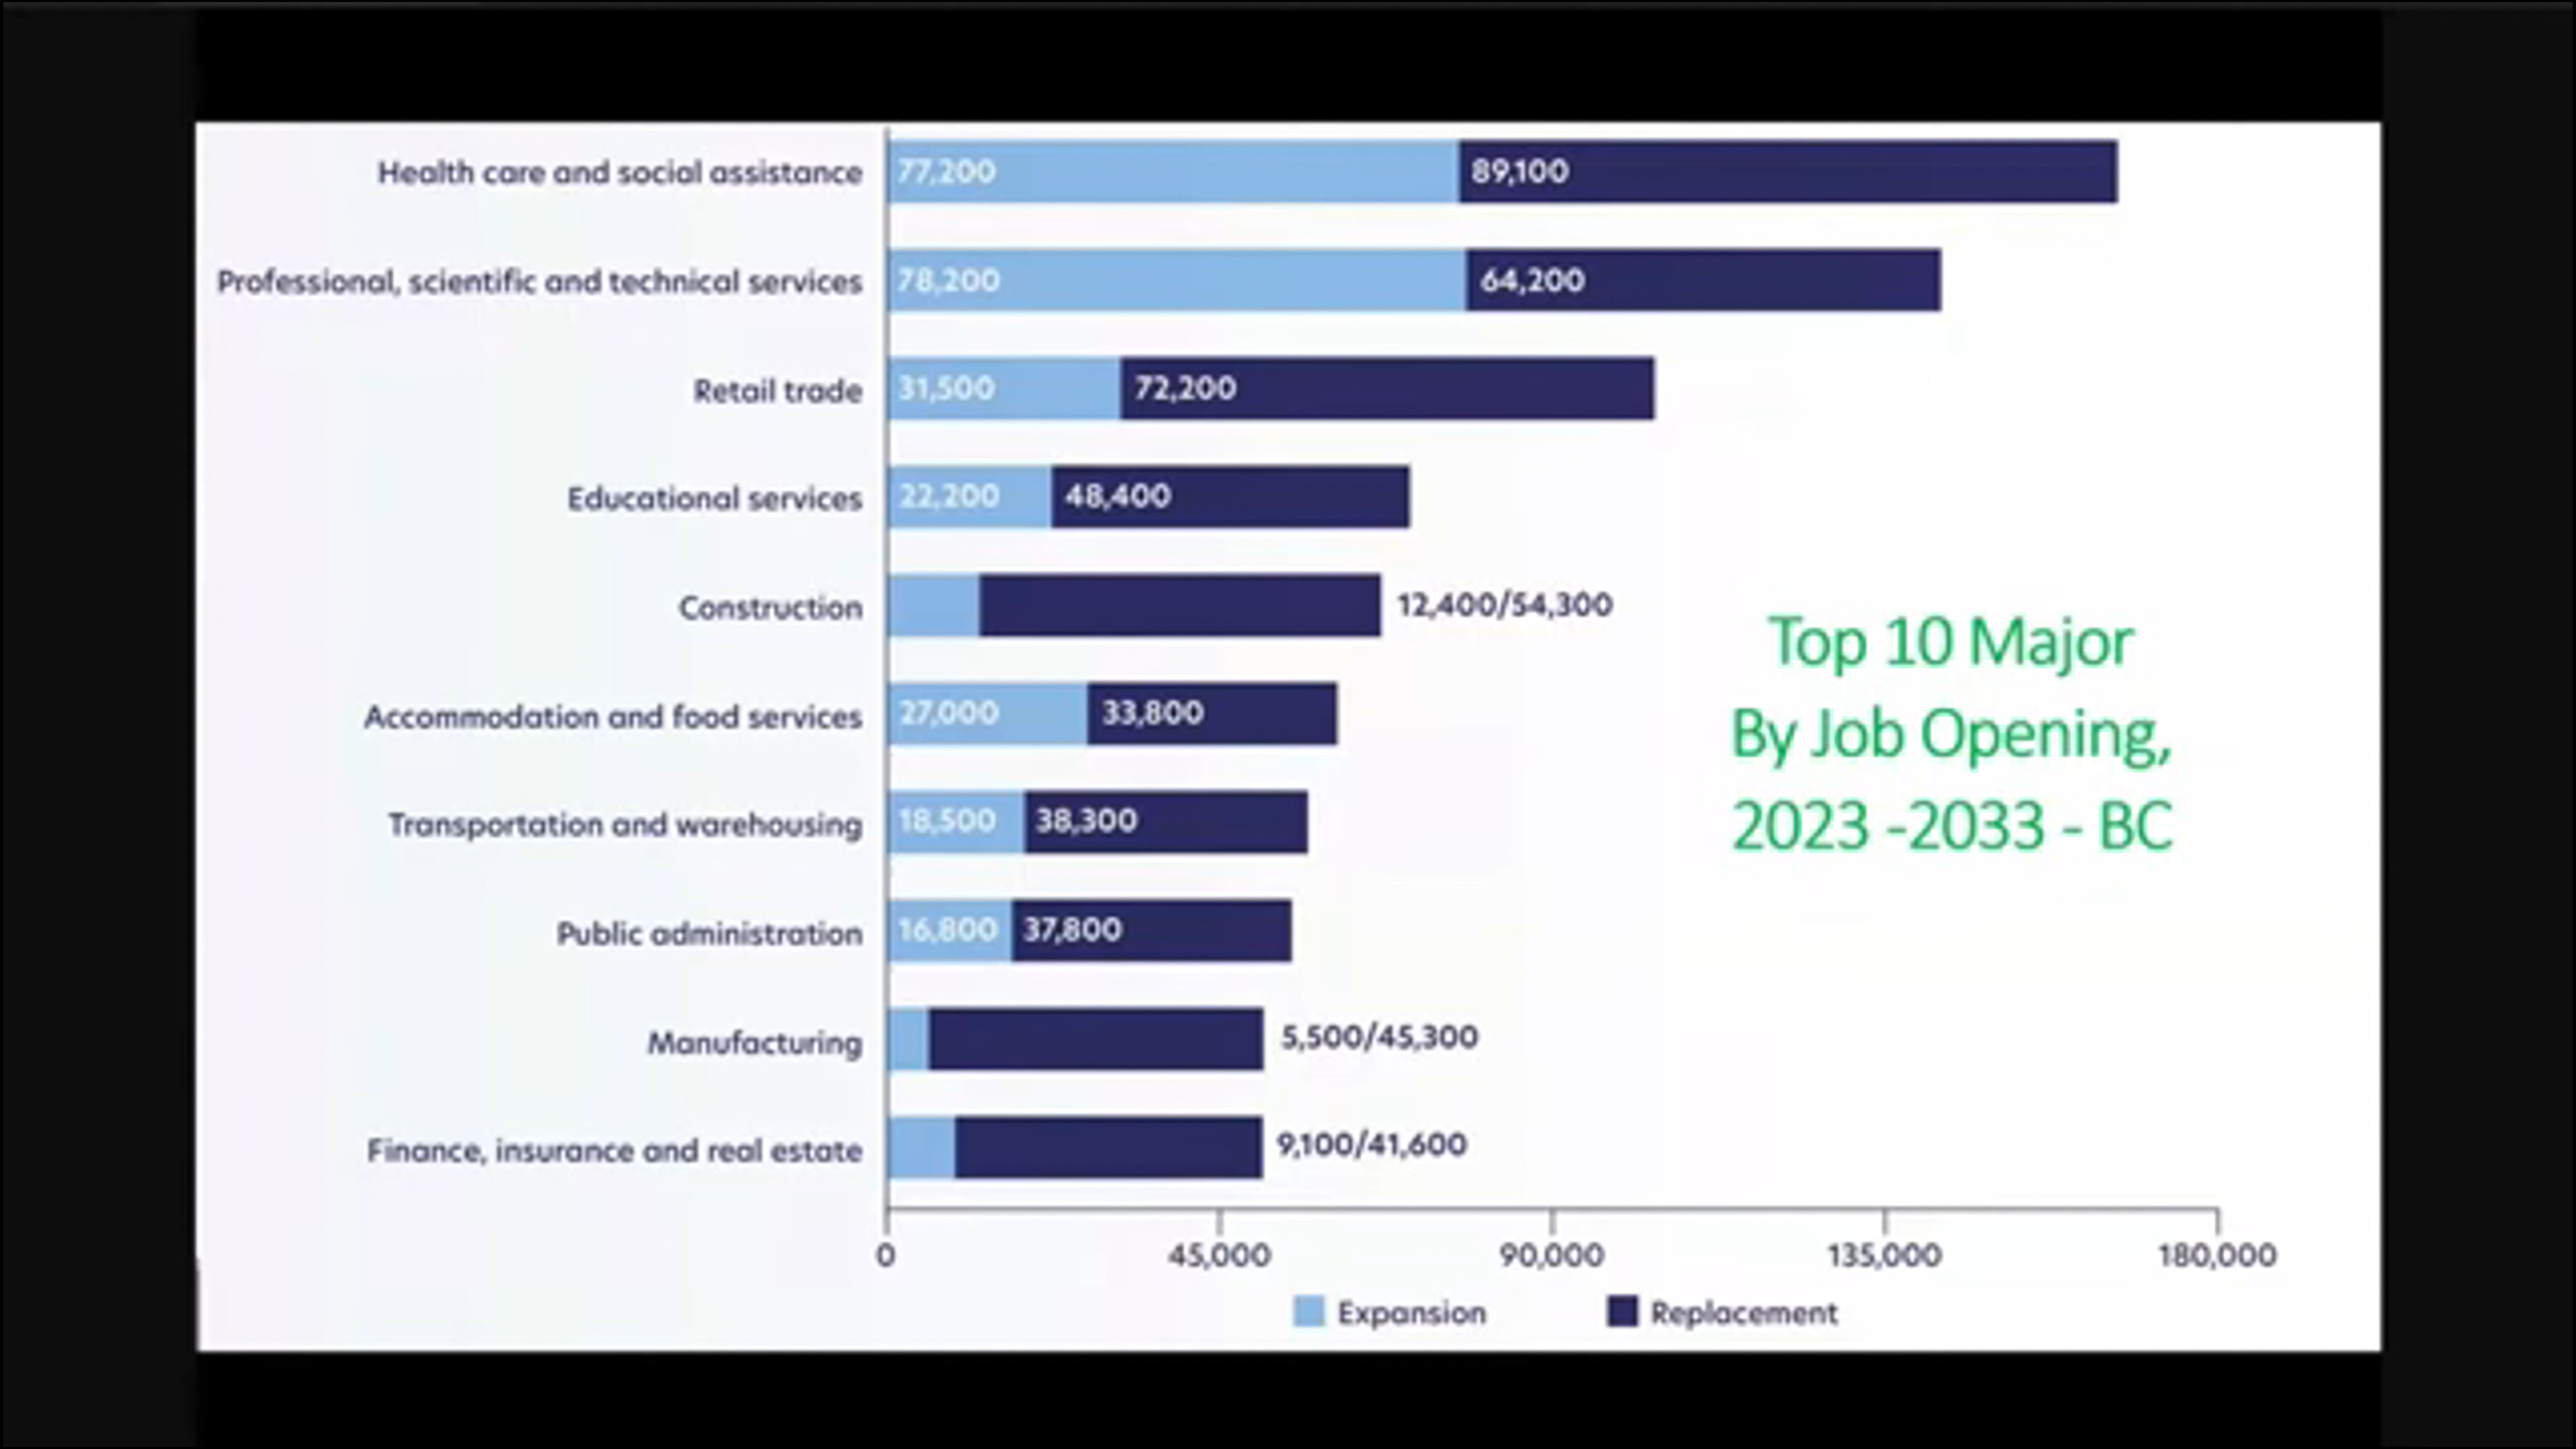 Health care and social assistance 77,200 89,100
Professional, scientific and technical services 78,200 64,200
Retail trade 31,500 72,200
Educational services 22,200 48,400
Construction 12,400/54,300
Accommodation and food services 27,000 33,800
Transportation and warehousing 18,500 38,300
Public administration 16,800 37,800
Manufacturing 5,500/45,300
Finance, insurance and real estate 9,100/41,600
0 45,000 90,000 135,000 180,000
Expansion Replacement
Top 10 Major
By Job Opening,
2023 -2033 - BC